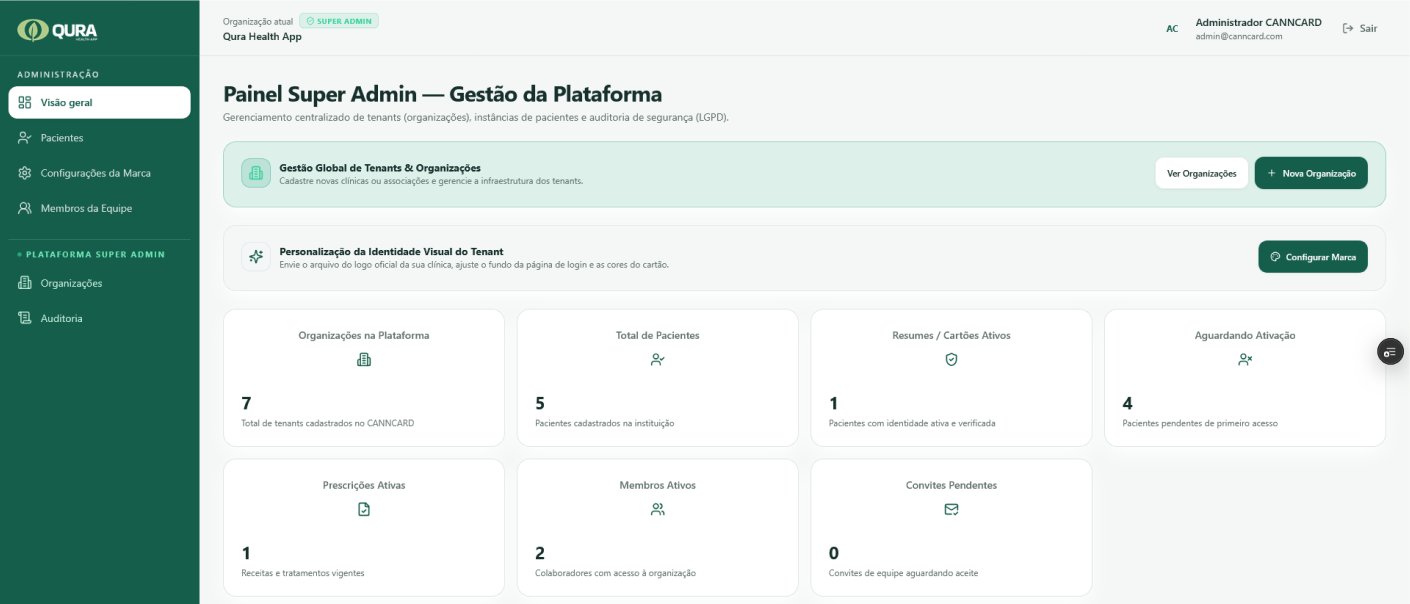 QURA
HEALTH APP
ADMINISTRAÇÃO
Visão geral
Pacientes
Configurações da Marca
Membros da Equipe
PLATAFORMA SUPER ADMIN
Organizações
Auditoria
Organização atual SUPER ADMIN
Qura Health App
AC
Administrador CANNCARD
admin@canncard.com
Sair
Painel Super Admin — Gestão da Plataforma
Gerenciamento centralizado de tenants (organizações), instâncias de pacientes e auditoria de segurança (LGPD).
Gestão Global de Tenants & Organizações
Cadastre novas clínicas ou associações e gerencie a infraestrutura dos tenants.
Ver Organizações
Nova Organização
Personalização da Identidade Visual do Tenant
Envie o arquivo do logo oficial da sua clínica, ajuste o fundo da página de login e as cores do cartão.
Configurar Marca
Organizações na Plataforma
7
Total de tenants cadastrados no CANNCARD
Total de Pacientes
5
Pacientes cadastrados na instituição
Resumes / Cartões Ativos
1
Pacientes com identidade ativa e verificada
Aguardando Ativação
4
Pacientes pendentes de primeiro acesso
Prescrições Ativas
1
Receitas e tratamentos vigentes
Membros Ativos
2
Colaboradores com acesso à organização
Convites Pendentes
0
Convites de equipe aguardando aceite